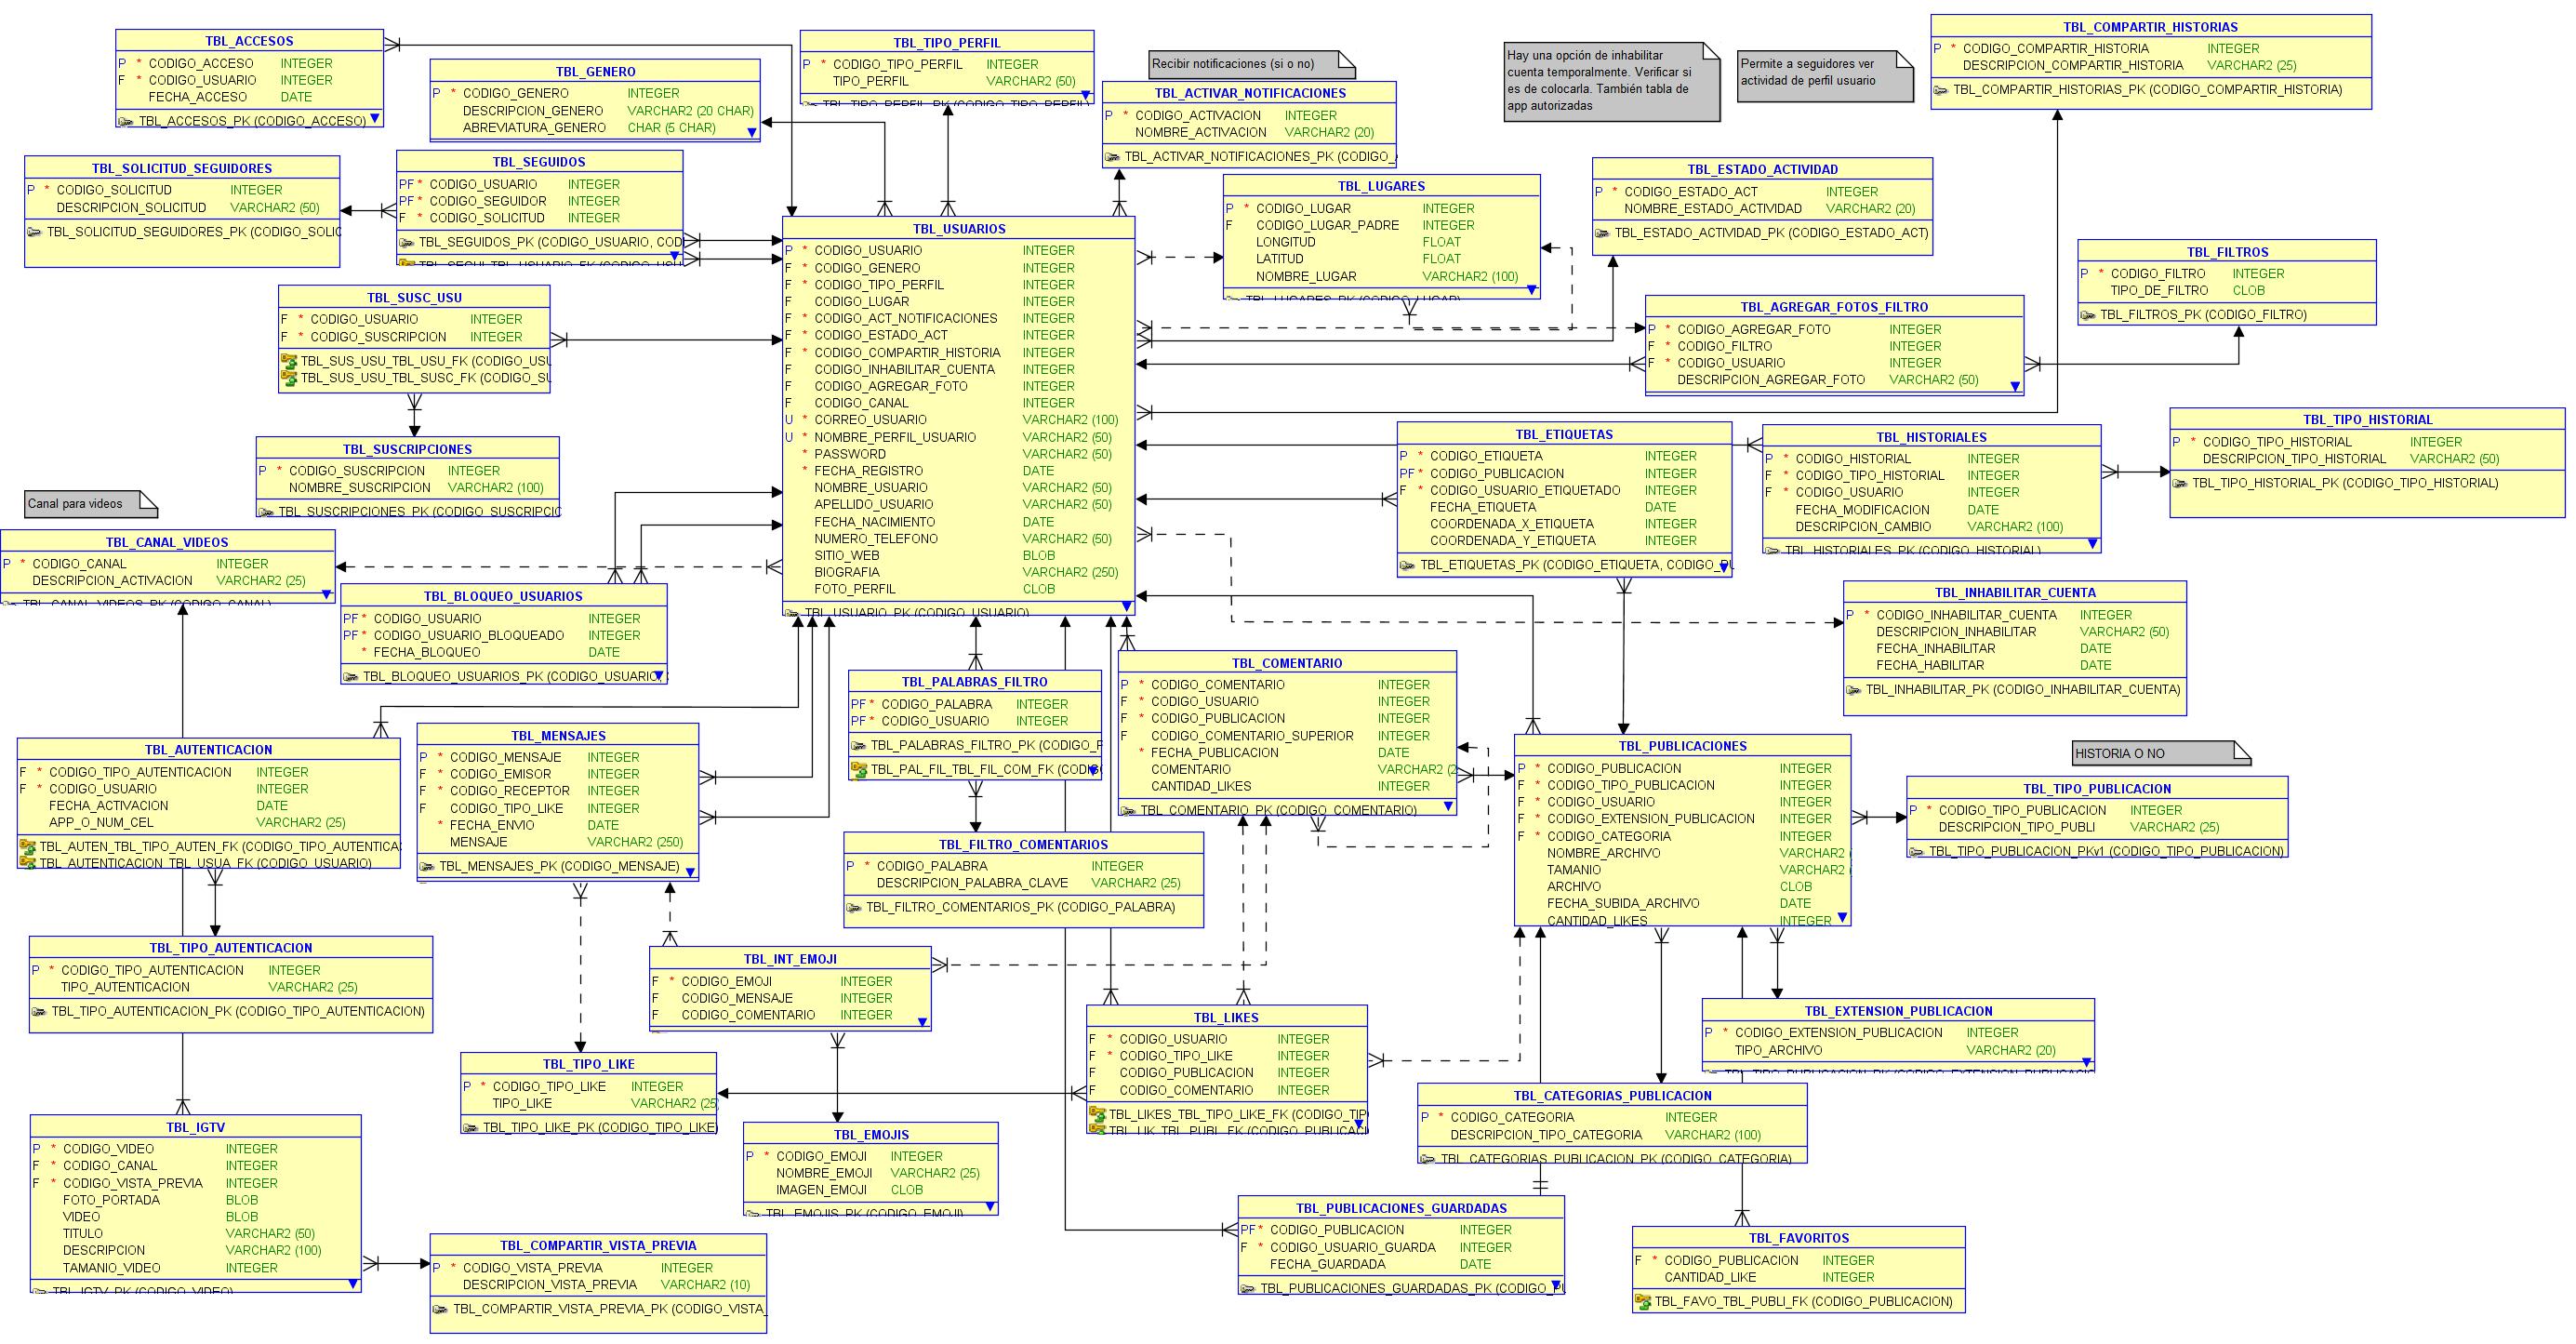 TBL_ACCESOS
P * CODIGO_ACCESO INTEGER
F * CODIGO_USUARIO INTEGER
FECHA_ACCESO DATE
TBL_ACCESOS_PK (CODIGO_ACCESO)
TBL_GENERO
P * CODIGO_GENERO INTEGER
DESCRIPCION_GENERO VARCHAR2 (20 CHAR)
ABREVIATURA_GENERO CHAR (5 CHAR)
TBL_TIPO_PERFIL
P * CODIGO_TIPO_PERFIL INTEGER
TIPO_PERFIL VARCHAR2 (50)
TBL_TIPO_PERFIL_PK (CODIGO_TIPO_PERFIL)
Recibir notificaciones (si o no)
TBL_ACTIVAR_NOTIFICACIONES
P * CODIGO_ACTIVACION INTEGER
NOMBRE_ACTIVACION VARCHAR2 (20)
TBL_ACTIVAR_NOTIFICACIONES_PK (CODIGO_
Hay una opción de inhabilitar
cuenta temporalmente. Verificar si
es de colocarla. También tabla de
app autorizadas
Permite a seguidores ver
actividad de perfil usuario
TBL_COMPARTIR_HISTORIAS
P * CODIGO_COMPARTIR_HISTORIA INTEGER
DESCRIPCION_COMPARTIR_HISTORIA VARCHAR2 (25)
TBL_COMPARTIR_HISTORIAS_PK (CODIGO_COMPARTIR_HISTORIA)
TBL_SOLICITUD_SEGUIDORES
P * CODIGO_SOLICITUD INTEGER
DESCRIPCION_SOLICITUD VARCHAR2 (50)
TBL_SOLICITUD_SEGUIDORES_PK (CODIGO_SOLIC
TBL_SEGUIDOS
PF * CODIGO_USUARIO INTEGER
PF * CODIGO_SEGUIDOR INTEGER
F * CODIGO_SOLICITUD INTEGER
TBL_SEGUIDOS_PK (CODIGO_USUARIO, COD
TBL_SEGUI_TBL_USUARIO_FK (CODIGO_USU
TBL_LUGARES
P * CODIGO_LUGAR INTEGER
F CODIGO_LUGAR_PADRE INTEGER
LONGITUD FLOAT
LATITUD FLOAT
NOMBRE_LUGAR VARCHAR2 (100)
TBL_LUGARES_PK (CODIGO_LUGAR)
TBL_ESTADO_ACTIVIDAD
P * CODIGO_ESTADO_ACT INTEGER
NOMBRE_ESTADO_ACTIVIDAD VARCHAR2 (20)
TBL_ESTADO_ACTIVIDAD_PK (CODIGO_ESTADO_ACT)
TBL_FILTROS
P * CODIGO_FILTRO INTEGER
TIPO_DE_FILTRO CLOB
TBL_FILTROS_PK (CODIGO_FILTRO)
TBL_AGREGAR_FOTOS_FILTRO
P * CODIGO_AGREGAR_FOTO INTEGER
F * CODIGO_FILTRO INTEGER
F * CODIGO_USUARIO INTEGER
DESCRIPCION_AGREGAR_FOTO VARCHAR2 (50)
TBL_USUARIOS
P * CODIGO_USUARIO INTEGER
F * CODIGO_GENERO INTEGER
F * CODIGO_TIPO_PERFIL INTEGER
F CODIGO_LUGAR INTEGER
F * CODIGO_ACT_NOTIFICACIONES INTEGER
F * CODIGO_ESTADO_ACT INTEGER
F * CODIGO_COMPARTIR_HISTORIA INTEGER
F CODIGO_INHABILITAR_CUENTA INTEGER
F CODIGO_AGREGAR_FOTO INTEGER
F CODIGO_CANAL INTEGER
U * CORREO_USUARIO VARCHAR2 (100)
U * NOMBRE_PERFIL_USUARIO VARCHAR2 (50)
* PASSWORD VARCHAR2 (50)
* FECHA_REGISTRO DATE
NOMBRE_USUARIO VARCHAR2 (50)
APELLIDO_USUARIO VARCHAR2 (50)
FECHA_NACIMIENTO DATE
NUMERO_TELEFONO VARCHAR2 (50)
SITIO_WEB BLOB
BIOGRAFIA VARCHAR2 (250)
FOTO_PERFIL CLOB
TBL_USUARIO_PK (CODIGO_USUARIO)
TBL_SUSC_USU
F * CODIGO_USUARIO INTEGER
F * CODIGO_SUSCRIPCION INTEGER
TBL_SUS_USU_TBL_USU_FK (CODIGO_USU
TBL_SUS_USU_TBL_SUSC_FK (CODIGO_SU
TBL_SUSCRIPCIONES
P * CODIGO_SUSCRIPCION INTEGER
NOMBRE_SUSCRIPCION VARCHAR2 (100)
TBL_SUSCRIPCIONES_PK (CODIGO_SUSCRIPCIO
Canal para videos
TBL_CANAL_VIDEOS
P * CODIGO_CANAL INTEGER
DESCRIPCION_ACTIVACION VARCHAR2 (25)
TBL_CANAL_VIDEOS_PK (CODIGO_CANAL)
TBL_BLOQUEO_USUARIOS
PF * CODIGO_USUARIO INTEGER
PF * CODIGO_USUARIO_BLOQUEADO INTEGER
* FECHA_BLOQUEO DATE
TBL_BLOQUEO_USUARIOS_PK (CODIGO_USUARIO,
TBL_ETIQUETAS
P * CODIGO_ETIQUETA INTEGER
PF * CODIGO_PUBLICACION INTEGER
F * CODIGO_USUARIO_ETIQUETADO INTEGER
FECHA_ETIQUETA DATE
COORDENADA_X_ETIQUETA INTEGER
COORDENADA_Y_ETIQUETA INTEGER
TBL_ETIQUETAS_PK (CODIGO_ETIQUETA, CODIGO_PU
TBL_HISTORIALES
P * CODIGO_HISTORIAL INTEGER
F * CODIGO_TIPO_HISTORIAL INTEGER
F * CODIGO_USUARIO INTEGER
FECHA_MODIFICACION DATE
DESCRIPCION_CAMBIO VARCHAR2 (100)
TBL_HISTORIALES_PK (CODIGO_HISTORIAL)
TBL_TIPO_HISTORIAL
P * CODIGO_TIPO_HISTORIAL INTEGER
DESCRIPCION_TIPO_HISTORIAL VARCHAR2 (50)
TBL_TIPO_HISTORIAL_PK (CODIGO_TIPO_HISTORIAL)
TBL_INHABILITAR_CUENTA
P * CODIGO_INHABILITAR_CUENTA INTEGER
DESCRIPCION_INHABILITAR VARCHAR2 (50)
FECHA_INHABILITAR DATE
FECHA_HABILITAR DATE
TBL_INHABILITAR_PK (CODIGO_INHABILITAR_CUENTA)
TBL_AUTENTICACION
F * CODIGO_TIPO_AUTENTICACION INTEGER
F * CODIGO_USUARIO INTEGER
FECHA_ACTIVACION DATE
APP_O_NUM_CEL VARCHAR2 (25)
TBL_AUTEN_TBL_TIPO_AUTEN_FK (CODIGO_TIPO_AUTENTICA
TBL_AUTENTICACION_TBL_USUA_FK (CODIGO_USUARIO)
TBL_MENSAJES
P * CODIGO_MENSAJE INTEGER
F * CODIGO_EMISOR INTEGER
F * CODIGO_RECEPTOR INTEGER
F CODIGO_TIPO_LIKE INTEGER
* FECHA_ENVIO DATE
MENSAJE VARCHAR2 (250)
TBL_MENSAJES_PK (CODIGO_MENSAJE)
TBL_PALABRAS_FILTRO
PF * CODIGO_PALABRA INTEGER
PF * CODIGO_USUARIO INTEGER
TBL_PALABRAS_FILTRO_PK (CODIGO_P
TBL_PAL_FIL_TBL_FIL_COM_FK (CODIGO
TBL_COMENTARIO
P * CODIGO_COMENTARIO INTEGER
F * CODIGO_USUARIO INTEGER
F * CODIGO_PUBLICACION INTEGER
F CODIGO_COMENTARIO_SUPERIOR INTEGER
* FECHA_PUBLICACION DATE
COMENTARIO VARCHAR2 (2
CANTIDAD_LIKES INTEGER
TBL_COMENTARIO_PK (CODIGO_COMENTARIO)
TBL_PUBLICACIONES
P * CODIGO_PUBLICACION INTEGER
F * CODIGO_TIPO_PUBLICACION INTEGER
F * CODIGO_USUARIO INTEGER
F * CODIGO_EXTENSION_PUBLICACION INTEGER
F * CODIGO_CATEGORIA INTEGER
NOMBRE_ARCHIVO VARCHAR2 (
TAMANIO VARCHAR2 (
ARCHIVO CLOB
FECHA_SUBIDA_ARCHIVO DATE
CANTIDAD_LIKES INTEGER
HISTORIA O NO
TBL_TIPO_PUBLICACION
P * CODIGO_TIPO_PUBLICACION INTEGER
DESCRIPCION_TIPO_PUBLI VARCHAR2 (25)
TBL_TIPO_PUBLICACION_PKv1 (CODIGO_TIPO_PUBLICACION)
TBL_FILTRO_COMENTARIOS
P * CODIGO_PALABRA INTEGER
DESCRIPCION_PALABRA_CLAVE VARCHAR2 (25)
TBL_FILTRO_COMENTARIOS_PK (CODIGO_PALABRA)
TBL_TIPO_AUTENTICACION
P * CODIGO_TIPO_AUTENTICACION INTEGER
TIPO_AUTENTICACION VARCHAR2 (25)
TBL_TIPO_AUTENTICACION_PK (CODIGO_TIPO_AUTENTICACION)
TBL_INT_EMOJI
F * CODIGO_EMOJI INTEGER
F CODIGO_MENSAJE INTEGER
F CODIGO_COMENTARIO INTEGER
TBL_TIPO_LIKE
P * CODIGO_TIPO_LIKE INTEGER
TIPO_LIKE VARCHAR2 (25
TBL_TIPO_LIKE_PK (CODIGO_TIPO_LIKE)
TBL_LIKES
F * CODIGO_USUARIO INTEGER
F * CODIGO_TIPO_LIKE INTEGER
F CODIGO_PUBLICACION INTEGER
F CODIGO_COMENTARIO INTEGER
TBL_LIKES_TBL_TIPO_LIKE_FK (CODIGO_TIP
TBL_LIK_TBL_PUBL_FK (CODIGO_PUBLICACI
TBL_EXTENSION_PUBLICACION
P * CODIGO_EXTENSION_PUBLICACION INTEGER
TIPO_ARCHIVO VARCHAR2 (20)
TBL_TIPO_PUBLICACION_PK (CODIGO_EXTENSION_PUBLICACIO
TBL_CATEGORIAS_PUBLICACION
P * CODIGO_CATEGORIA INTEGER
DESCRIPCION_TIPO_CATEGORIA VARCHAR2 (100)
TBL_CATEGORIAS_PUBLICACION_PK (CODIGO_CATEGORIA)
TBL_IGTV
P * CODIGO_VIDEO INTEGER
F * CODIGO_CANAL INTEGER
F * CODIGO_VISTA_PREVIA INTEGER
FOTO_PORTADA BLOB
VIDEO BLOB
TITULO VARCHAR2 (50)
DESCRIPCION VARCHAR2 (100)
TAMANIO_VIDEO INTEGER
TBL_IGTV_PK (CODIGO_VIDEO)
TBL_EMOJIS
P * CODIGO_EMOJI INTEGER
NOMBRE_EMOJI VARCHAR2 (25)
IMAGEN_EMOJI CLOB
TBL_EMOJIS_PK (CODIGO_EMOJI)
TBL_COMPARTIR_VISTA_PREVIA
P * CODIGO_VISTA_PREVIA INTEGER
DESCRIPCION_VISTA_PREVIA VARCHAR2 (10)
TBL_COMPARTIR_VISTA_PREVIA_PK (CODIGO_VISTA_
TBL_PUBLICACIONES_GUARDADAS
PF * CODIGO_PUBLICACION INTEGER
F * CODIGO_USUARIO_GUARDA INTEGER
FECHA_GUARDADA DATE
TBL_PUBLICACIONES_GUARDADAS_PK (CODIGO_PU
TBL_FAVORITOS
F * CODIGO_PUBLICACION INTEGER
CANTIDAD_LIKE INTEGER
TBL_FAVO_TBL_PUBLI_FK (CODIGO_PUBLICACION)